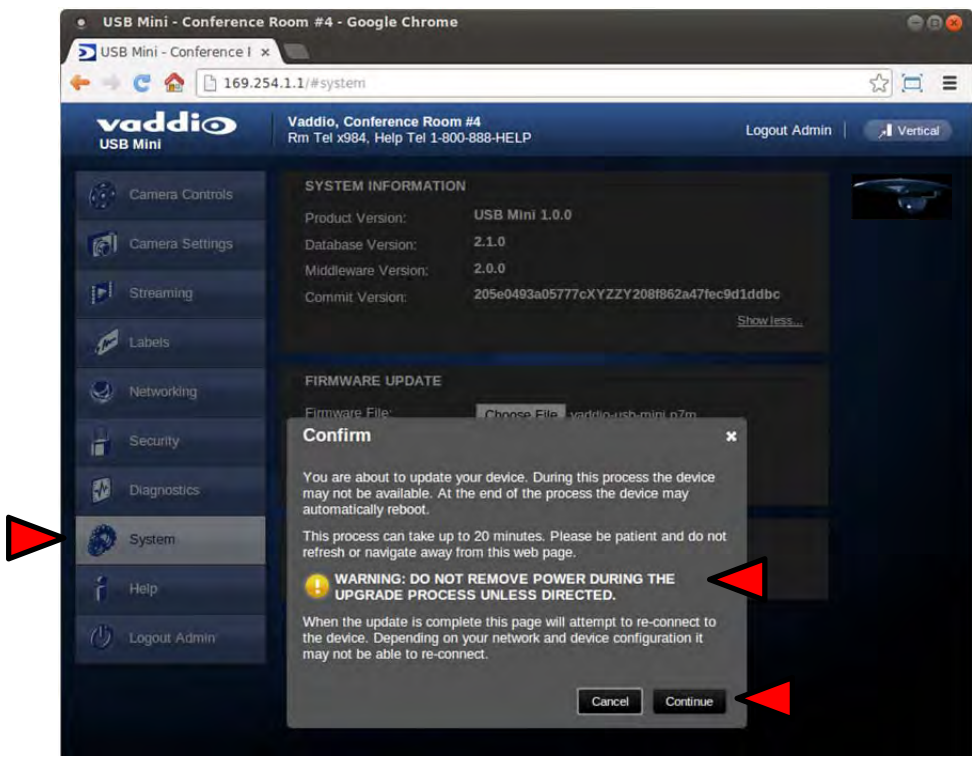 USB Mini - Conference Room #4 - Google Chrome
USB Mini - Conference I ×
169.254.1.1/#system
vaddio
USB Mini
Vaddio, Conference Room #4
Rm Tel x984, Help Tel 1-800-888-HELP
Logout Admin
Vertical
Camera Controls
Camera Settings
Streaming
Labels
Networking
Security
Diagnostics
System
Help
Logout Admin
SYSTEM INFORMATION
Product Version: USB Mini 1.0.0
Database Version: 2.1.0
Middleware Version: 2.0.0
Commit Version: 205e0493a05777cXYZZY208f862a47fec9d1ddbc
Show less...
FIRMWARE UPDATE
Firmware File: Choose File vaddio-usb-mini.p7m
Confirm
You are about to update your device. During this process the device
may not be available. At the end of the process the device may
automatically reboot.
This process can take up to 20 minutes. Please be patient and do not
refresh or navigate away from this web page.
WARNING: DO NOT REMOVE POWER DURING THE
UPGRADE PROCESS UNLESS DIRECTED.
When the update is complete this page will attempt to re-connect to
the device. Depending on your network and device configuration it
may not be able to re-connect.
Cancel
Continue